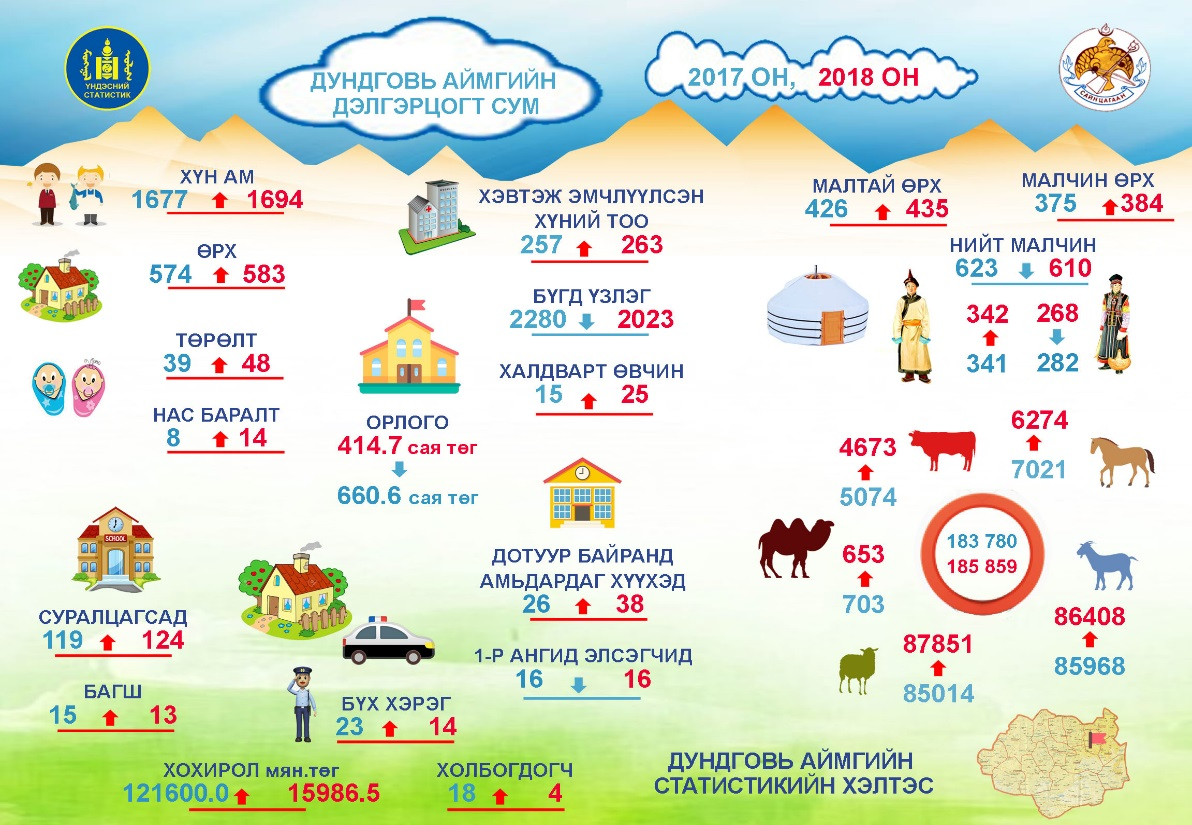 ҮНДЭСНИЙ
СТАТИСТИК
ДУНДГОВЬ АЙМГИЙН
ДЭЛГЭРЦОГТ СУМ
2017 ОН, 2018 ОН
САЙНЦАГААН
ХҮН АМ
1677 1694
ӨРХ
574 583
ТӨРӨЛТ
39 48
НАС БАРАЛТ
8 14
ХЭВТЭЖ ЭМЧЛҮҮЛСЭН
ХҮНИЙ ТОО
257 263
БҮГД ҮЗЛЭГ
2280 2023
ХАЛДВАРТ ӨВЧИН
15 25
ОРЛОГО
414.7 сая төг
660.6 сая төг
МАЛТАЙ ӨРХ
426 435
МАЛЧИН ӨРХ
375 384
НИЙТ МАЛЧИН
623 610
342 268
341 282
4673
5074
6274
7021
653
703
183 780
185 859
86408
85968
87851
85014
SCHOOL
СУРАЛЦАГСАД
119 124
БАГШ
15 13
ДОТУУР БАЙРАНД
АМЬДАРДАГ ХҮҮХЭД
26 38
1-Р АНГИД ЭЛСЭГЧИД
16 16
БҮХ ХЭРЭГ
23 14
ХОХИРОЛ мян.төг
121600.0 15986.5
ХОЛБОГДОГЧ
18 4
ДУНДГОВЬ АЙМГИЙН
СТАТИСТИКИЙН ХЭЛТЭС